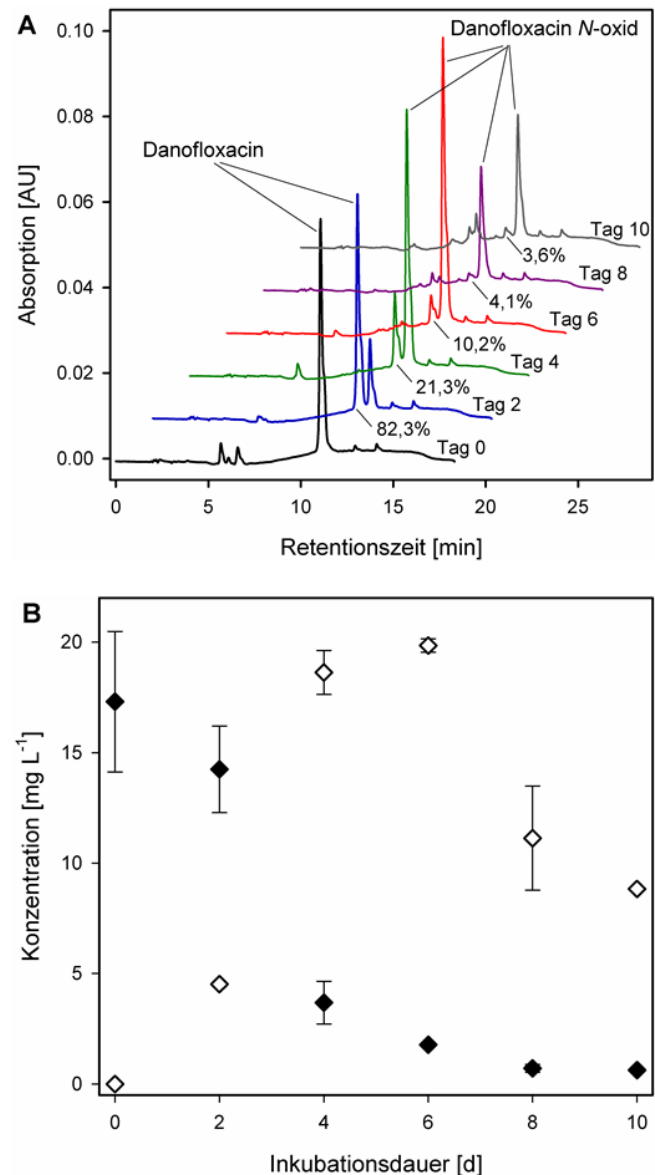 A
Danofloxacin N-oxid
Danofloxacin
Absorption [AU]
0.10
0.08
0.06
0.04
0.02
0.00
Tag 10
3,6%
Tag 8
4,1%
Tag 6
10,2%
Tag 4
21,3%
Tag 2
82,3%
Tag 0
0 5 10 15 20 25
Retentionszeit [min]
B
Konzentration [mg L⁻¹]
20
15
10
5
0
0 2 4 6 8 10
Inkubationsdauer [d]